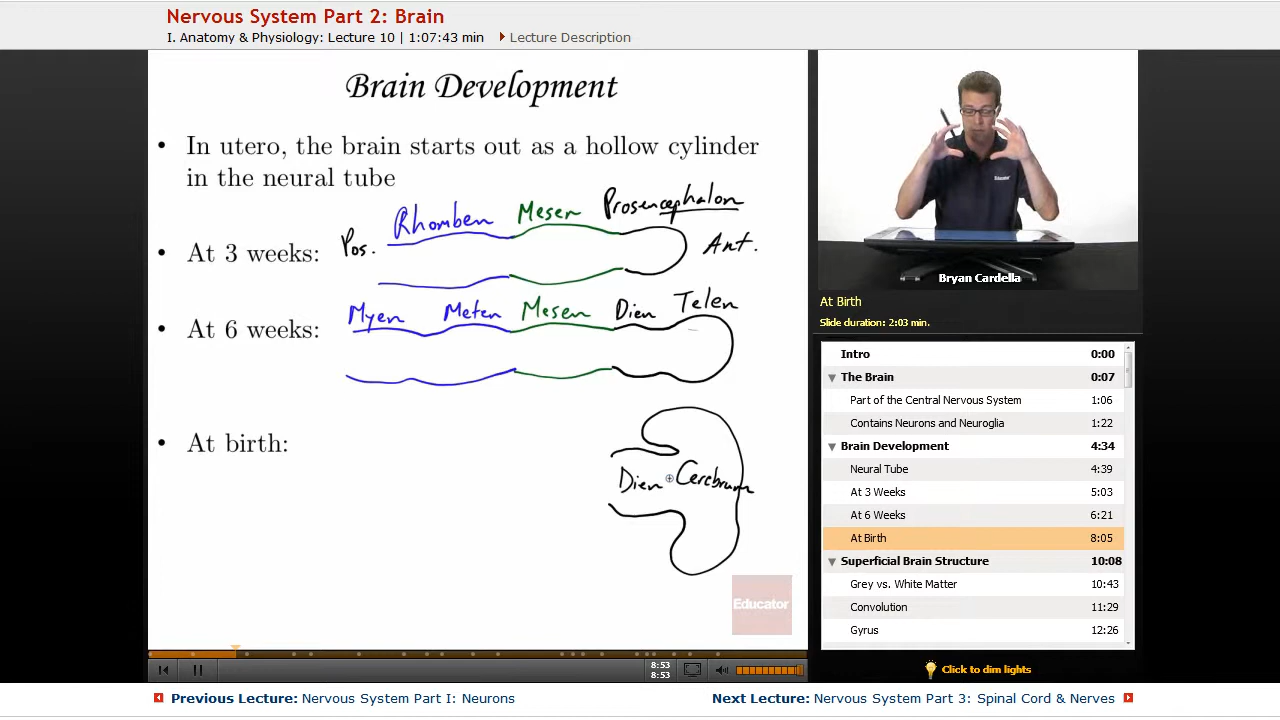 Nervous System Part 2: Brain
I. Anatomy & Physiology: Lecture 10 | 1:07:43 min
Lecture Description
Brain Development
• In utero, the brain starts out as a hollow cylinder
in the neural tube
Rhomben Mesen Prosencephalon
• At 3 weeks: Pos. Ant.
Myen Meten Mesen Dien Telen
• At 6 weeks:
• At birth:
Dien Cerebrum
Educator
Educator
Bryan Cardella
At Birth
Slide duration: 2:03 min.
Intro 0:00
The Brain 0:07
Part of the Central Nervous System 1:06
Contains Neurons and Neuroglia 1:22
Brain Development 4:34
Neural Tube 4:39
At 3 Weeks 5:03
At 6 Weeks 6:21
At Birth 8:05
Superficial Brain Structure 10:08
Grey vs. White Matter 10:43
Convolution 11:29
Gyrus 12:26
8:53
8:53
Click to dim lights
Previous Lecture: Nervous System Part I: Neurons
Next Lecture: Nervous System Part 3: Spinal Cord & Nerves